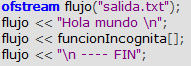 ofstream flujo("salida.txt");
flujo << "Hola mundo \n";
flujo << funcionIncognita[];
flujo << "\n ---- FIN";